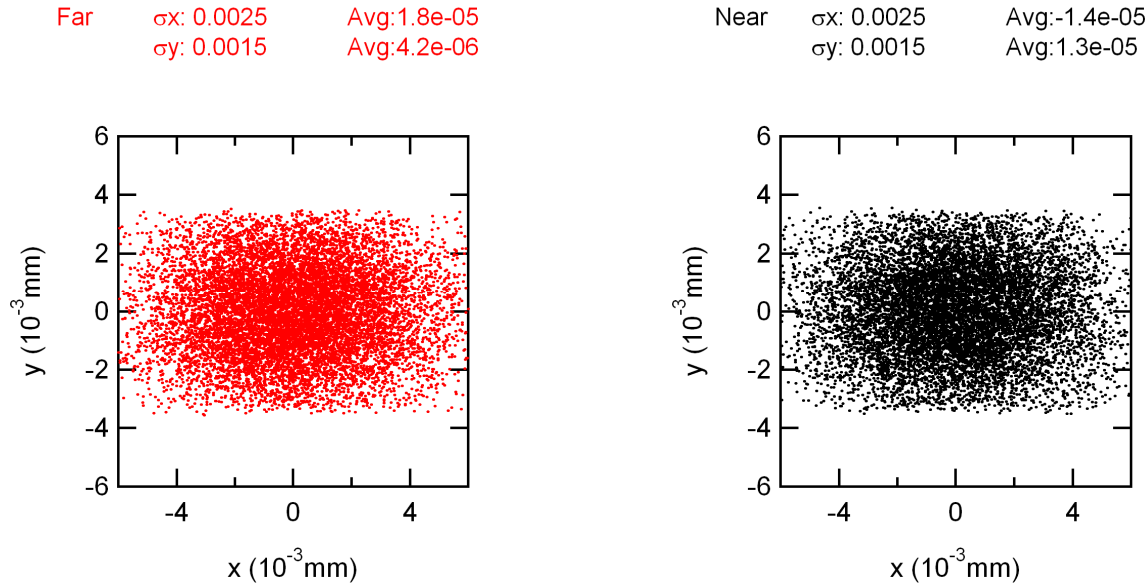 Far σx: 0.0025 Avg:1.8e-05
σy: 0.0015 Avg:4.2e-06
Near σx: 0.0025 Avg:-1.4e-05
σy: 0.0015 Avg:1.3e-05
6
4
2
0
-2
-4
-6
y (10⁻³mm)
-4 0 4
x (10⁻³mm)
6
4
2
0
-2
-4
-6
y (10⁻³mm)
-4 0 4
x (10⁻³mm)